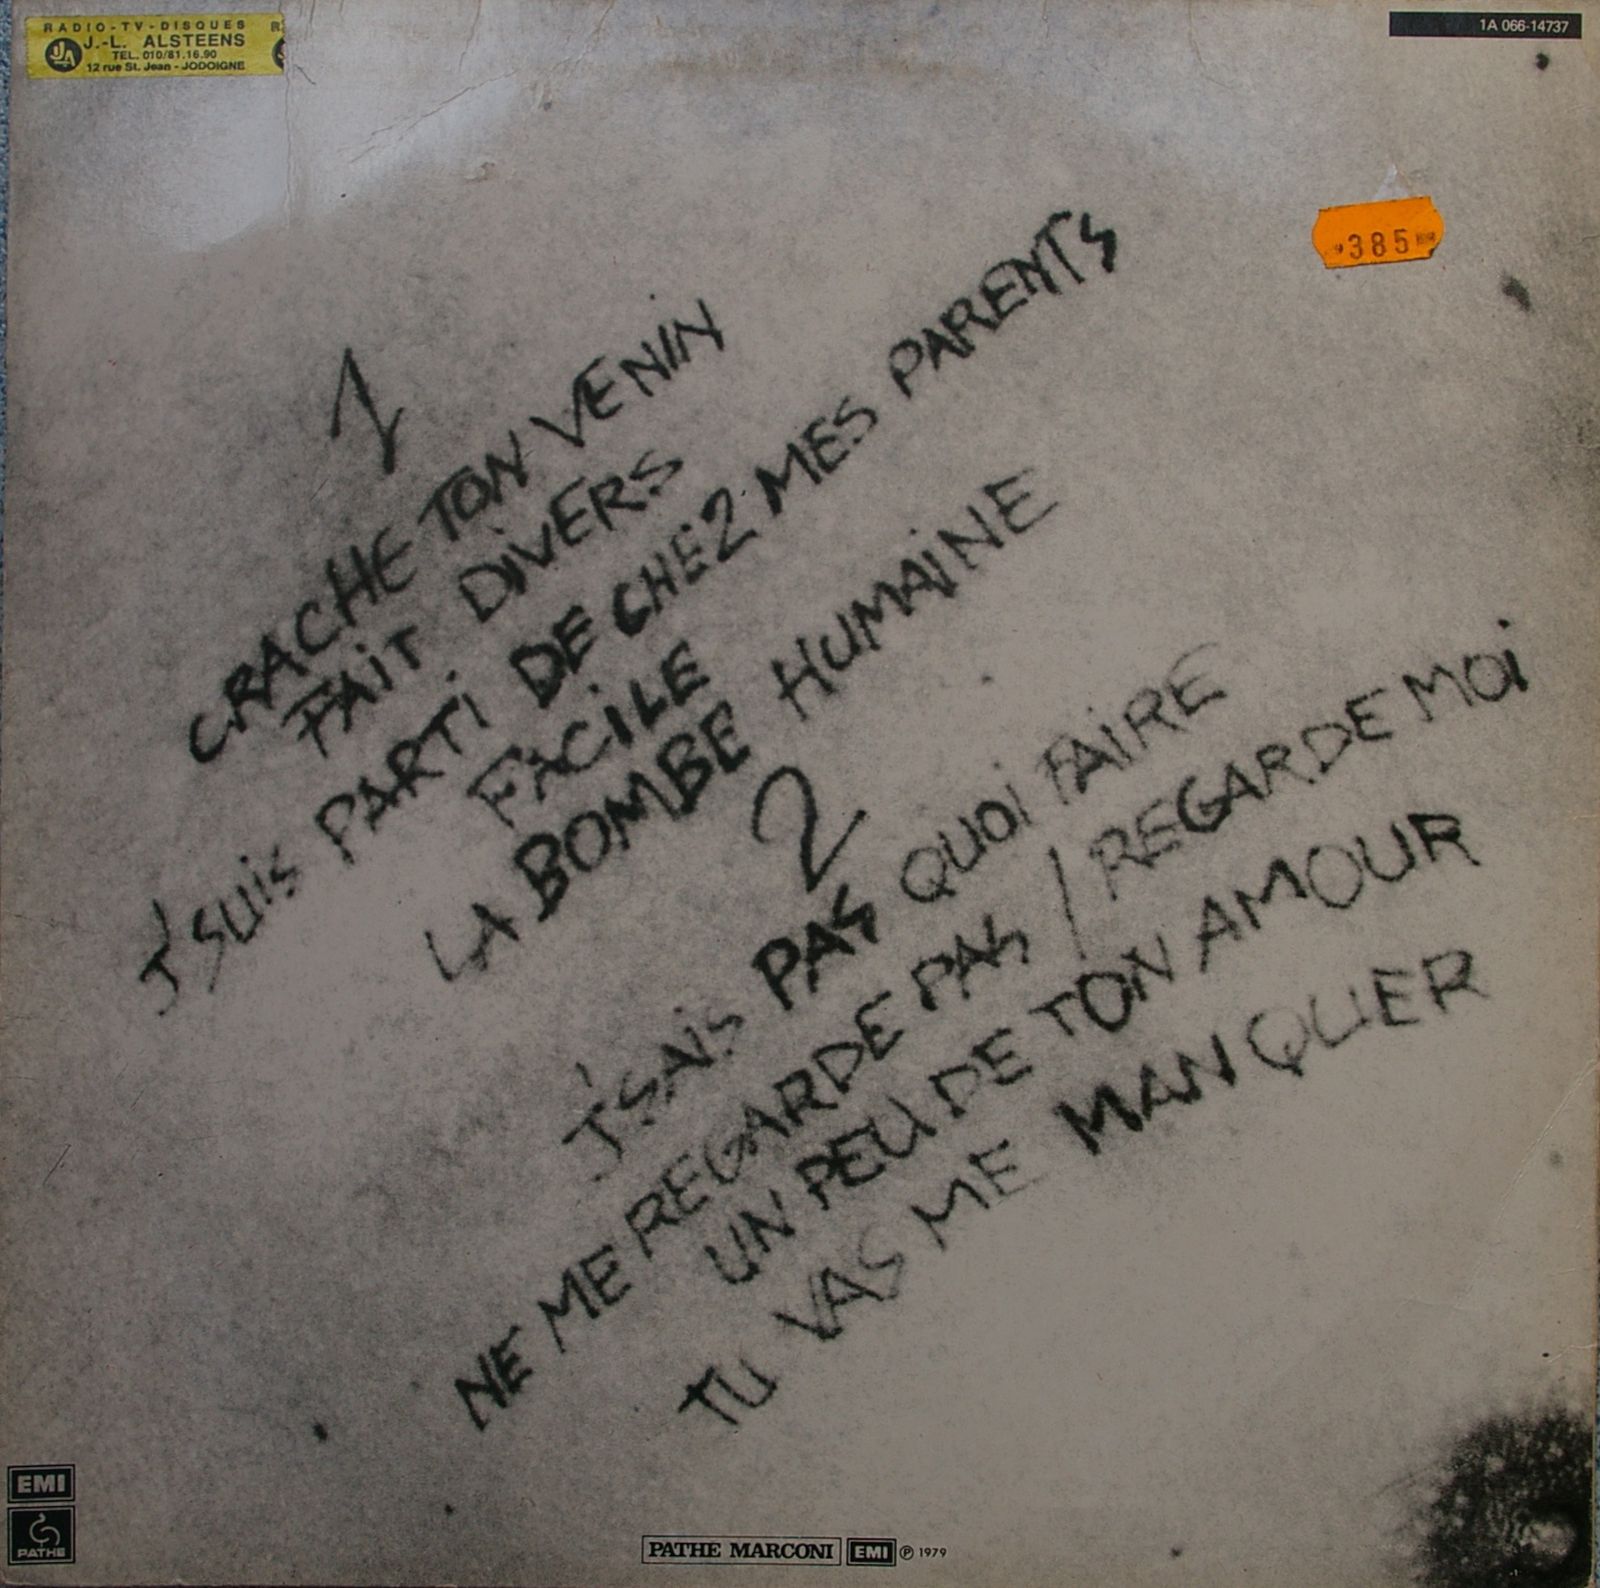 RADIO-TV-DISQUES
J.-L. ALSTEENS
TEL. 010/81.16.90
12 rue St. Jean - JODOIGNE
JLA
R
1A 066-14737
385
1
CRACHE TON VENIN
FAIT DIVERS
J'SUIS PARTI DE CHEZ MES PARENTS
FACILE
LA BOMBE HUMAINE
2
J'SAIS PAS QUOI FAIRE
NE ME REGARDE PAS / REGARDE MOI
UN PEU DE TON AMOUR
TU VAS ME MANQUER
EMI
PATHE
PATHE MARCONI EMI ℗ 1979